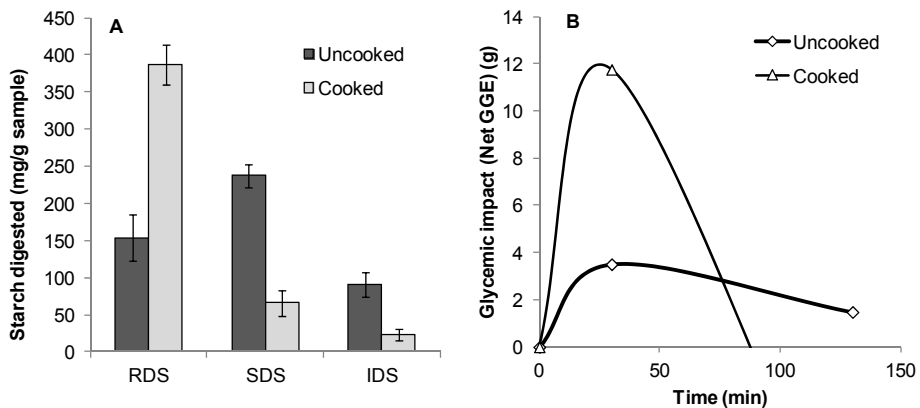 A
Starch digested (mg/g sample)
450
400
350
300
250
200
150
100
50
0
Uncooked
Cooked
RDS SDS IDS
B
Glycemic impact (Net GGE) (g)
14
12
10
8
6
4
2
0
Uncooked
Cooked
0 50 100 150
Time (min)